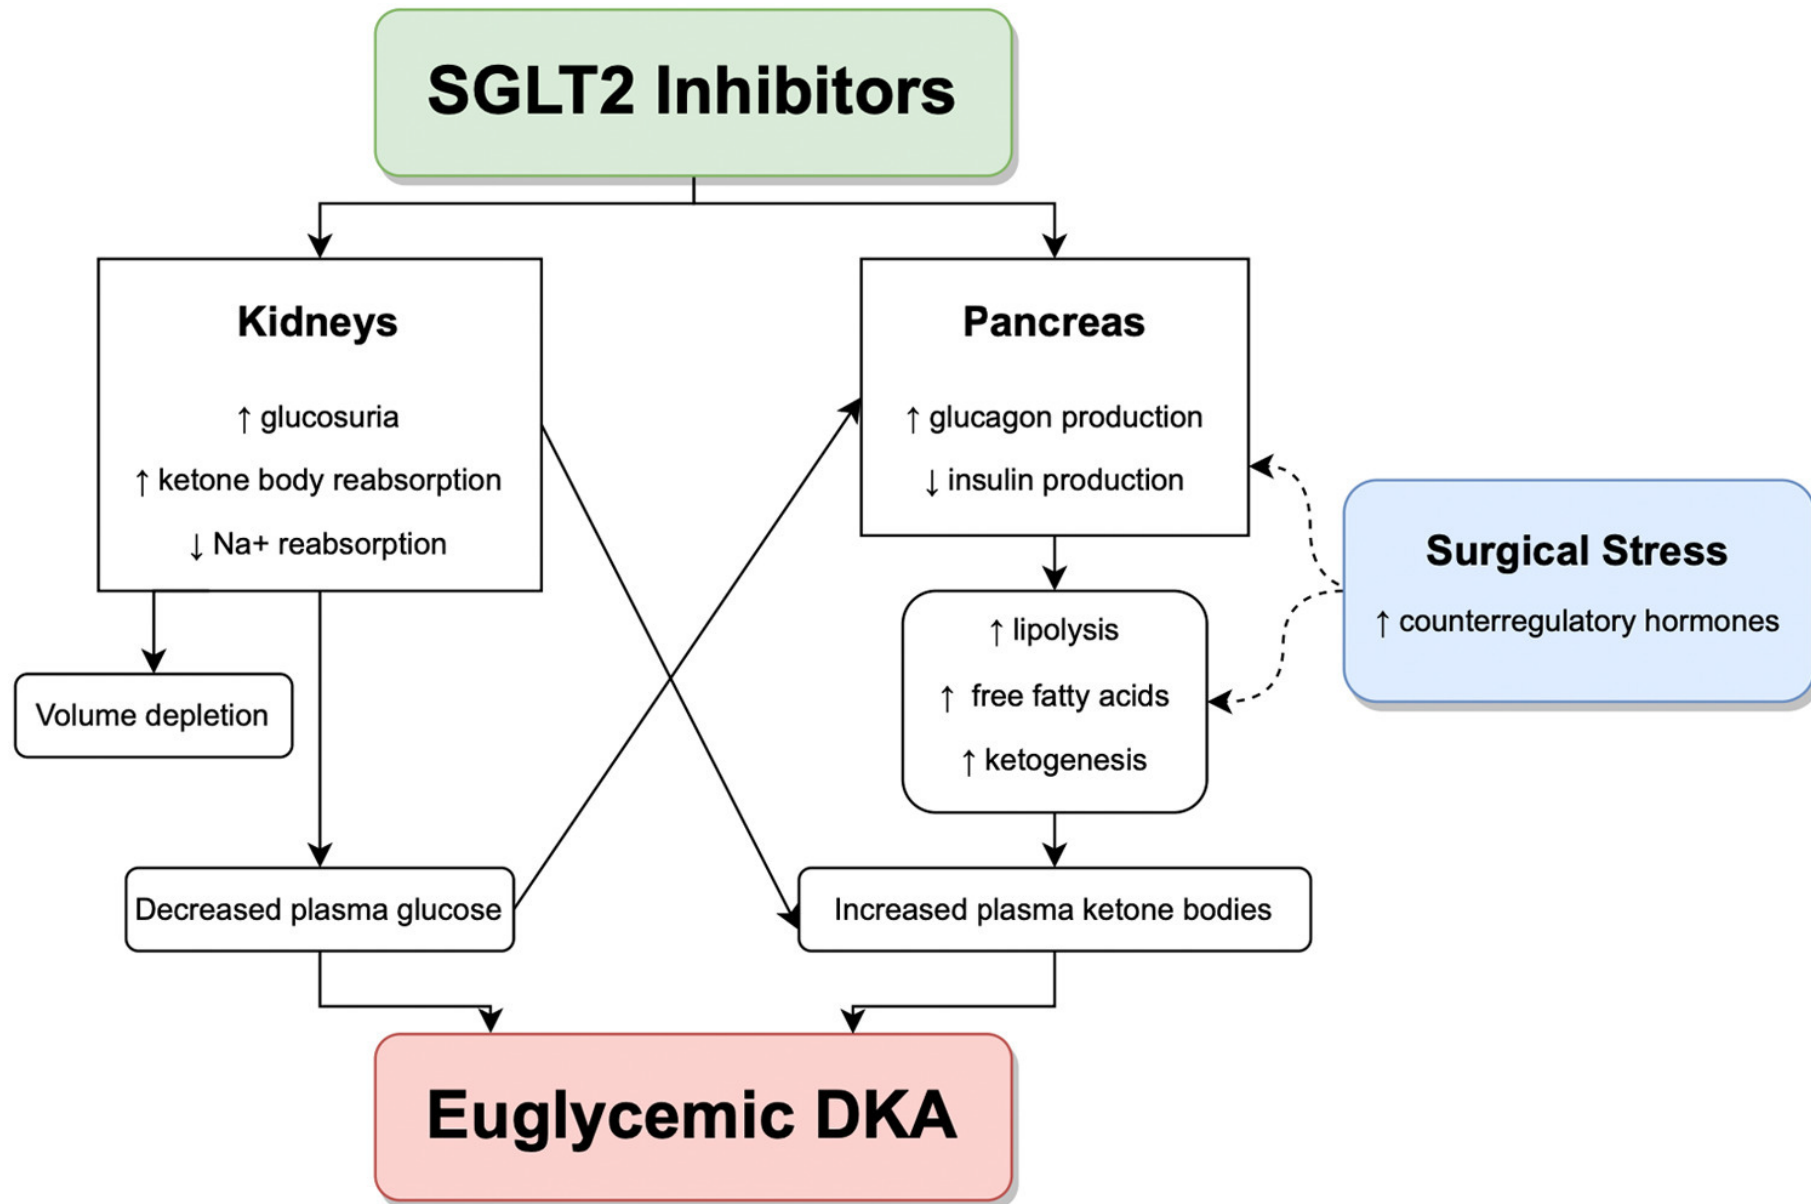 SGLT2 Inhibitors
Kidneys
↑ glucosuria
↑ ketone body reabsorption
↓ Na+ reabsorption
Pancreas
↑ glucagon production
↓ insulin production
Surgical Stress
↑ counterregulatory hormones
↑ lipolysis
↑ free fatty acids
↑ ketogenesis
Volume depletion
Decreased plasma glucose
Increased plasma ketone bodies
Euglycemic DKA